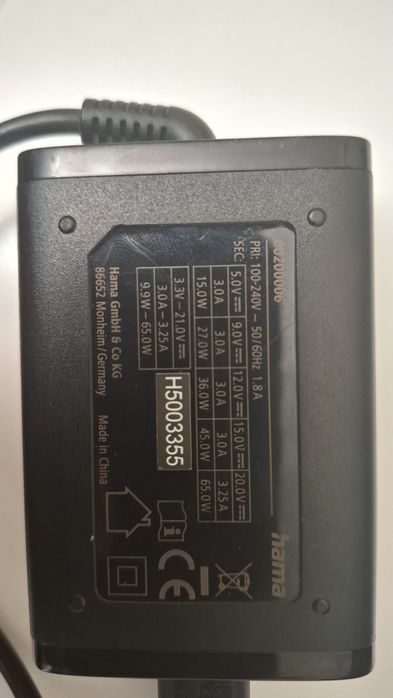 hama
00200006
PRI: 100-240V ~ 50/60Hz 1.8A
SEC: 5.0V⎓ 9.0V⎓ 12.0V⎓ 15.0V⎓ 20.0V⎓
3.0A 3.0A 3.0A 3.0A 3.25A
15.0W 27.0W 36.0W 45.0W 65.0W
3.3V-21.0V⎓
3.0A-3.25A
9.9W-65.0W
H5003355
CE
Hama GmbH & Co KG
86652 Monheim/Germany Made in China